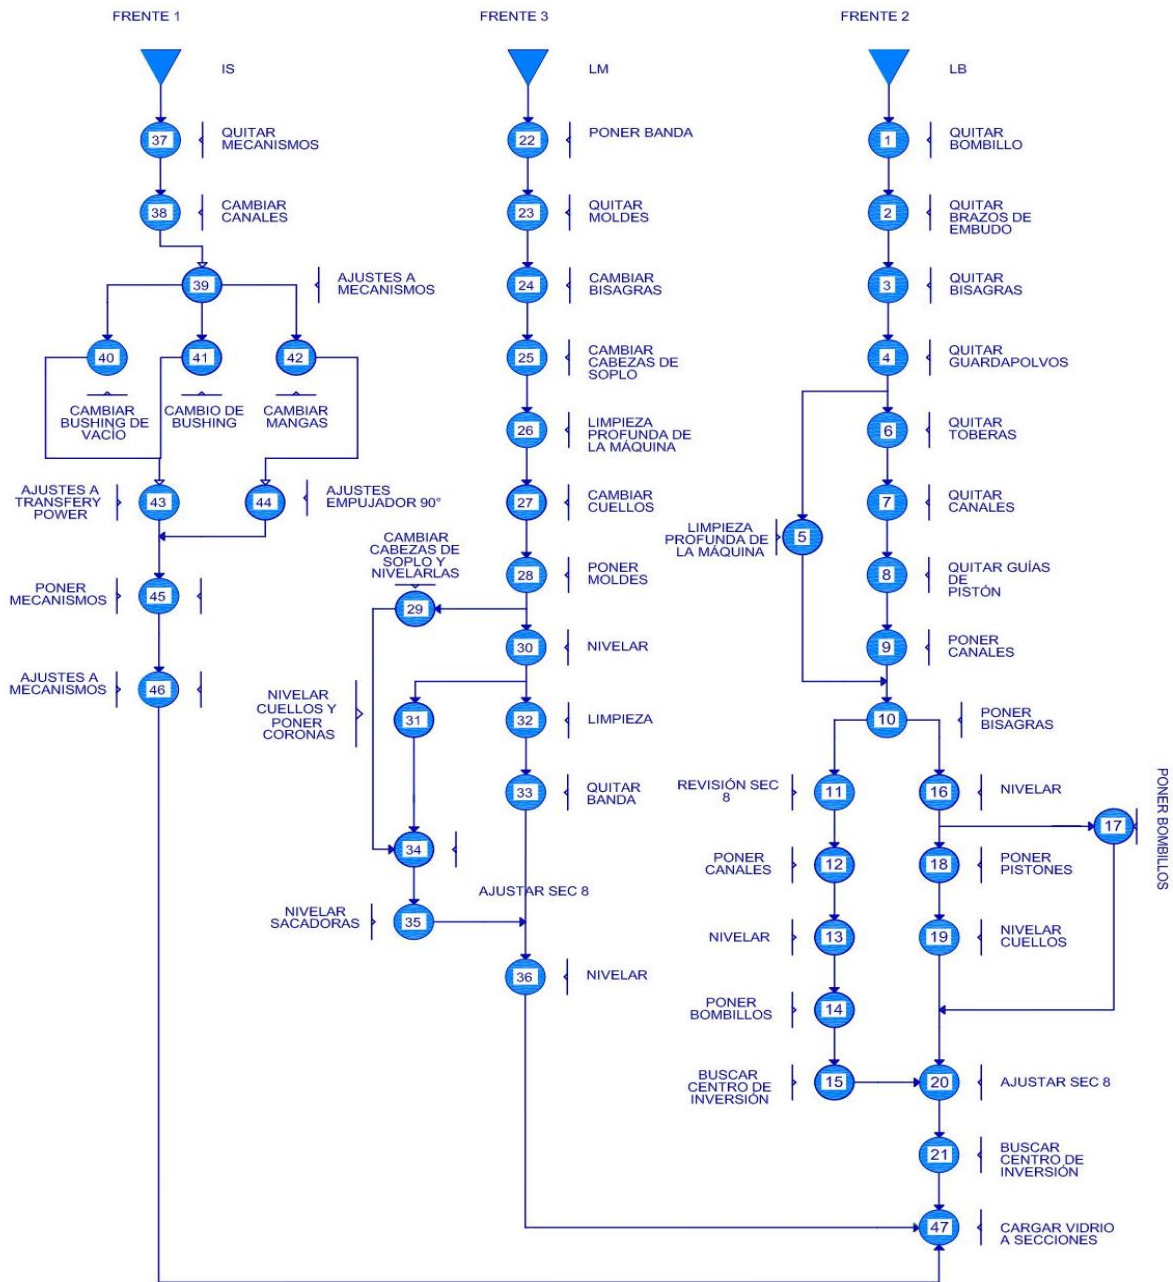 FRENTE 1
IS
37
QUITAR
MECANISMOS
38
CAMBIAR
CANALES
39
AJUSTES A
MECANISMOS
40
41
42
CAMBIAR
BUSHING DE
VACÍO
CAMBIO DE
BUSHING
CAMBIAR
MANGAS
AJUSTES A
TRANSFERY
POWER
43
44
AJUSTES
EMPUJADOR 90°
PONER
MECANISMOS
45
AJUSTES A
MECANISMOS
46
FRENTE 3
LM
22
PONER BANDA
23
QUITAR
MOLDES
24
CAMBIAR
BISAGRAS
25
CAMBIAR
CABEZAS DE
SOPLO
26
LIMPIEZA
PROFUNDA DE
LA MÁQUINA
27
CAMBIAR
CUELLOS
28
PONER
MOLDES
CAMBIAR
CABEZAS DE
SOPLO Y
NIVELARLAS
29
30
NIVELAR
NIVELAR
CUELLOS Y
PONER
CORONAS
31
32
LIMPIEZA
33
QUITAR
BANDA
34
AJUSTAR SEC 8
NIVELAR
SACADORAS
35
36
NIVELAR
FRENTE 2
LB
1
QUITAR
BOMBILLO
2
QUITAR
BRAZOS DE
EMBUDO
3
QUITAR
BISAGRAS
4
QUITAR
GUARDAPOLVOS
LIMPIEZA
PROFUNDA DE
LA MÁQUINA
5
6
QUITAR
TOBERAS
7
QUITAR
CANALES
8
QUITAR GUÍAS
DE
PISTÓN
9
PONER
CANALES
10
PONER
BISAGRAS
REVISIÓN SEC
8
11
PONER
CANALES
12
NIVELAR
13
PONER
BOMBILLOS
14
BUSCAR
CENTRO DE
INVERSIÓN
15
16
NIVELAR
17
PONER BOMBILLOS
18
PONER
PISTONES
19
NIVELAR
CUELLOS
20
AJUSTAR SEC 8
21
BUSCAR
CENTRO DE
INVERSIÓN
47
CARGAR VIDRIO
A SECCIONES